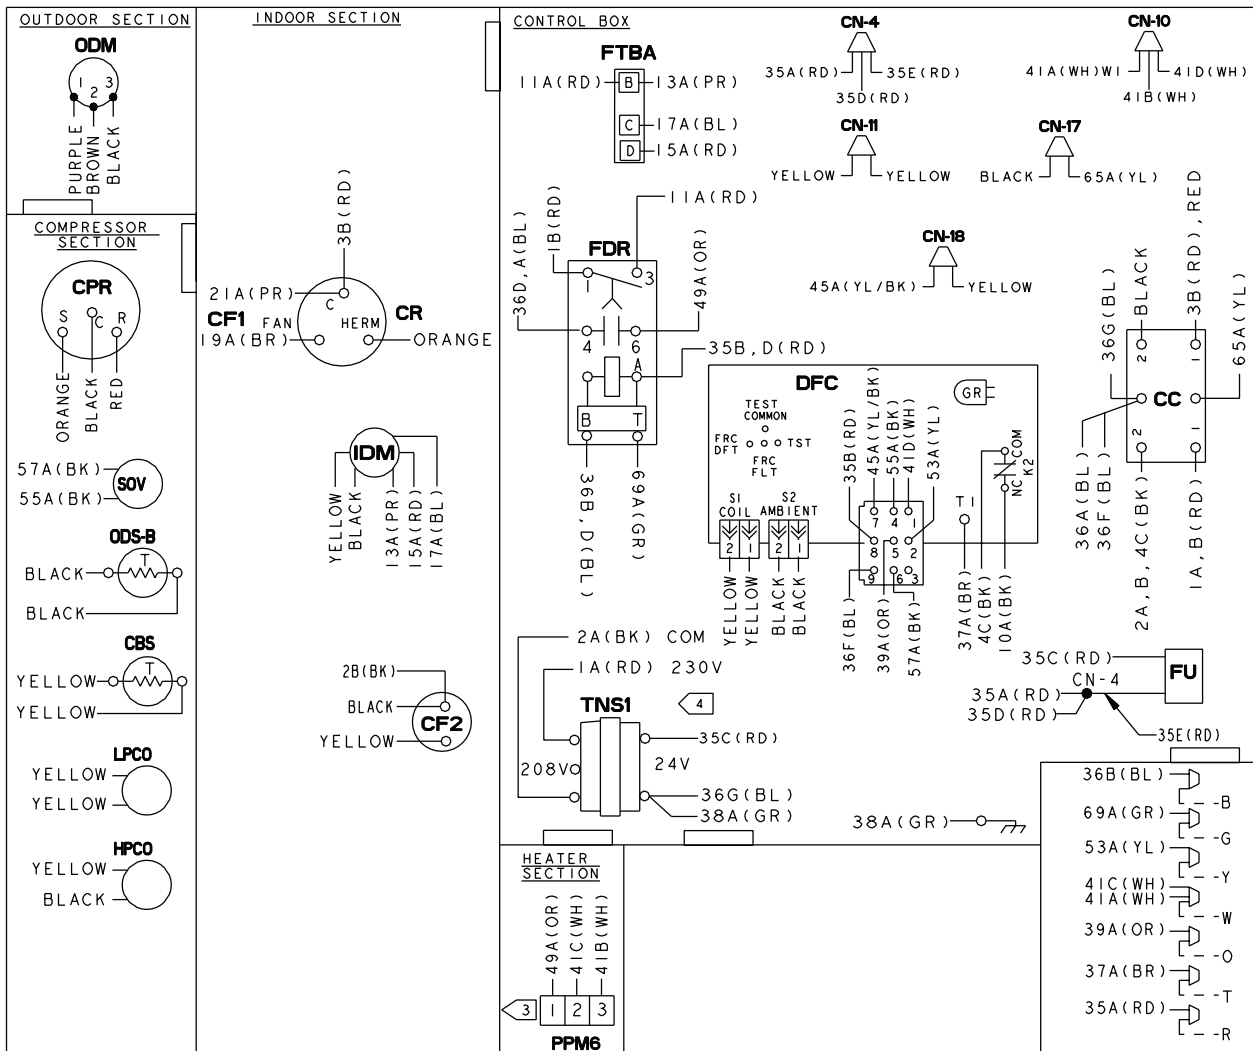 OUTDOOR SECTION
ODM
1 2 3
PURPLE
BROWN
BLACK
COMPRESSOR
SECTION
CPR
S C R
ORANGE
BLACK
RED
57A(BK)
55A(BK)
SOV
ODS-B
T
BLACK
BLACK
CBS
T
YELLOW
YELLOW
LPCO
YELLOW
YELLOW
HPCO
YELLOW
BLACK
INDOOR SECTION
3B(RD)
21A(PR)
C
CF1 FAN HERM CR
19A(BR)
ORANGE
IDM
YELLOW
BLACK
13A(PR)
15A(RD)
17A(BL)
2B(BK)
BLACK
CF2
YELLOW
CONTROL BOX
FTBA
11A(RD) B 13A(PR)
C 17A(BL)
D 15A(RD)
CN-4
35A(RD) 35E(RD)
35D(RD)
CN-10
41A(WH)W1 41D(WH)
41B(WH)
CN-11
YELLOW YELLOW
CN-17
BLACK 65A(YL)
CN-18
45A(YL/BK) YELLOW
11A(RD)
36D,A(BL)
1B(RD)
FDR
49A(OR)
1 3
4 6
A
35B,D(RD)
B T
36B,D(BL)
69A(GR)
36G(BL)
BLACK
3B(RD),RED
65A(YL)
2 1
CC
2 1
36A(BL)
36F(BL)
2A,B,4C(BK)
1A,B(RD)
DFC
GR
TEST
COMMON
FRC
DFT
TST
FRC
FLT
35B(RD)
45A(YL/BK)
55A(BK)
41D(WH)
53A(YL)
COM
K2
NC
S1
COIL
S2
AMBIENT
2 1 2 1
7 4 1
8 5 2
9 6 3
T1
YELLOW
YELLOW
BLACK
BLACK
36F(BL)
39A(OR)
57A(BK)
37A(BR)
4C(BK)
10A(BK)
2A(BK) COM
1A(RD) 230V
TNS1
4
35C(RD)
208V 24V
36G(BL)
38A(GR)
38A(GR)
35C(RD)
CN-4
FU
35A(RD)
35D(RD)
35E(RD)
HEATER
SECTION
49A(OR)
41C(WH)
41B(WH)
3
1 2 3
PPM6
36B(BL)
B
69A(GR)
G
53A(YL)
Y
41C(WH)
41A(WH)
W
39A(OR)
O
37A(BR)
T
35A(RD)
R